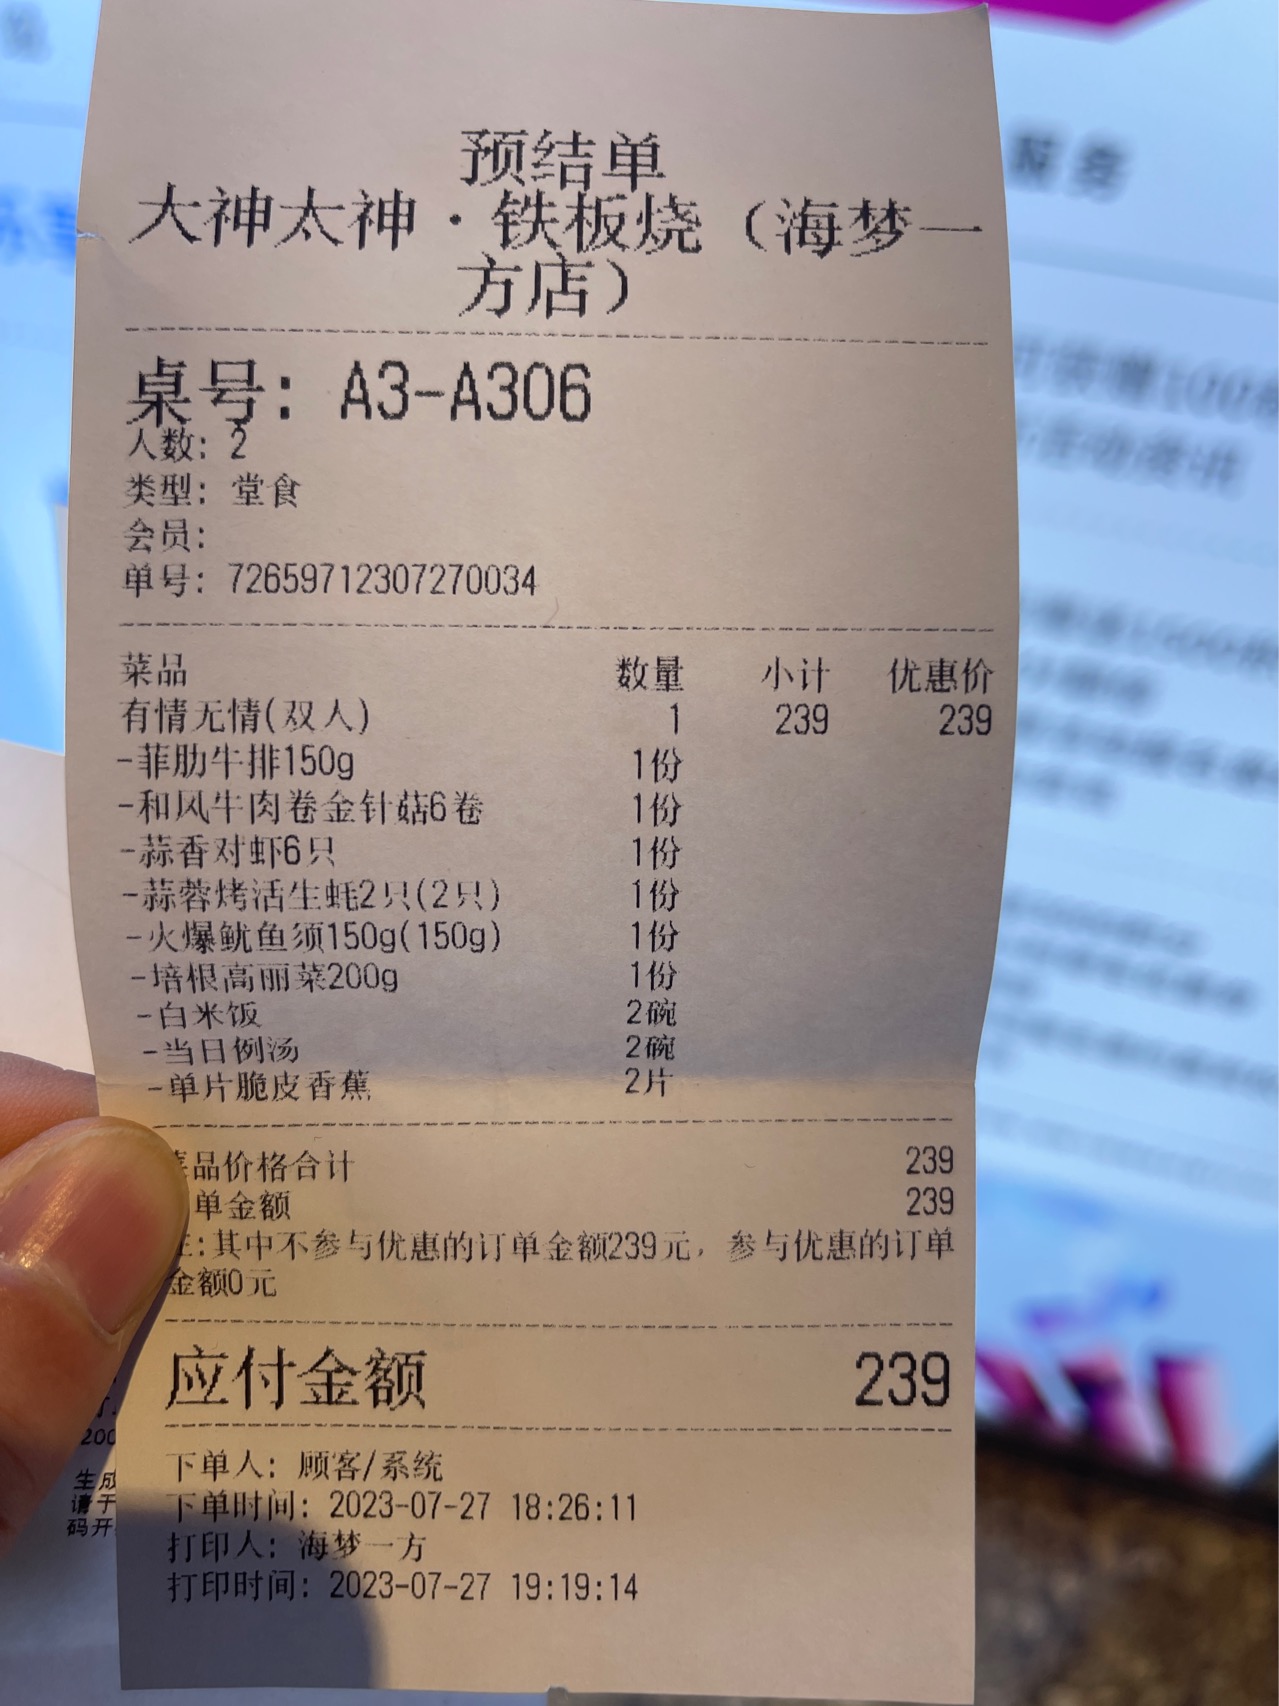 预结单
大神太神·铁板烧（海梦一
方店）
桌号：A3-A306
人数：2
类型：堂食
会员：
单号：72659712307270034
菜品 数量 小计 优惠价
有情无情(双人) 1 239 239
-菲肋牛排150g 1份
-和风牛肉卷金针菇6卷 1份
-蒜香对虾6只 1份
-蒜蓉烤活生蚝2只(2只) 1份
-火爆鱿鱼须150g(150g) 1份
-培根高丽菜200g 1份
-白米饭 2碗
-当日例汤 2碗
-单片脆皮香蕉 2片
菜品价格合计 239
单金额 239
注:其中不参与优惠的订单金额239元，参与优惠的订单
金额0元
应付金额 239
下单人：顾客/系统
下单时间：2023-07-27 18:26:11
打印人：海梦一方
打印时间：2023-07-27 19:19:14
200
生成
请于
码开
服务